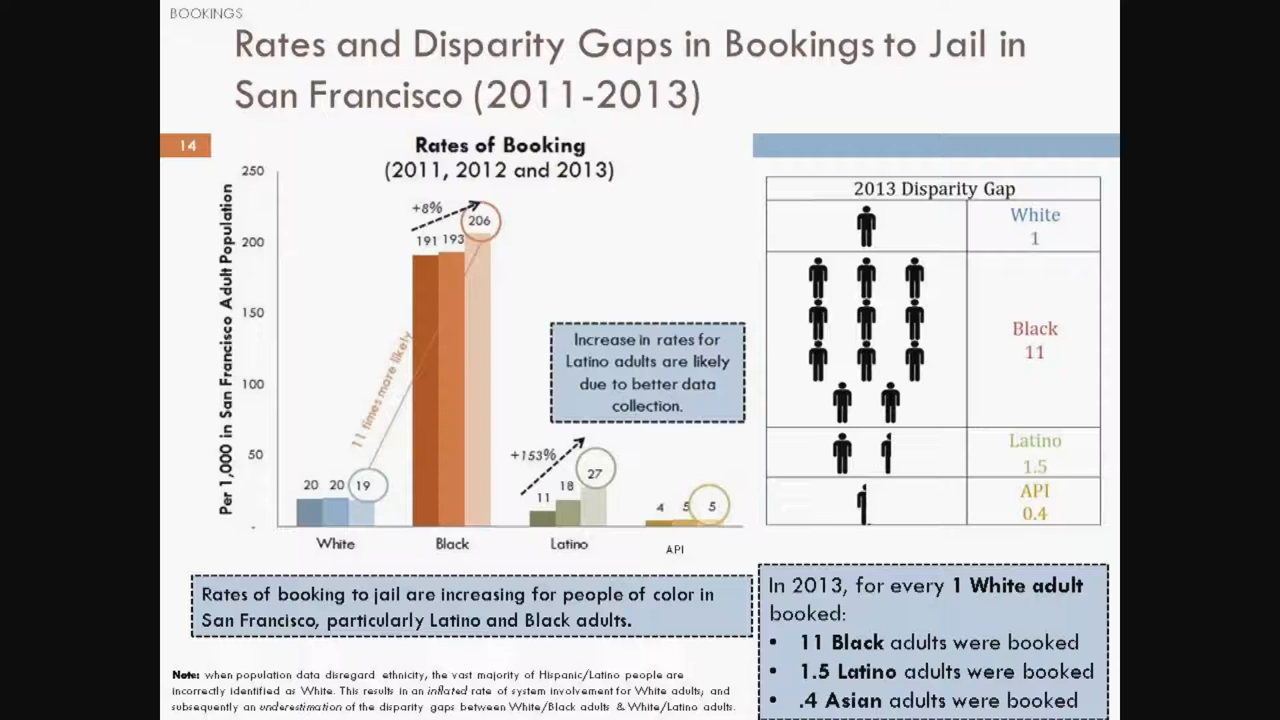 BOOKINGS
Rates and Disparity Gaps in Bookings to Jail in
San Francisco (2011-2013)
14
Rates of Booking
(2011, 2012 and 2013)
Per 1,000 in San Francisco Adult Population
250
200
150
100
50
-
+8%
191 193 206
11 times more likely
20 20 19
+153%
11 18 27
4 5 5
White Black Latino API
Increase in rates for
Latino adults are likely
due to better data
collection.
2013 Disparity Gap
White
1
Black
11
Latino
1.5
API
0.4
Rates of booking to jail are increasing for people of color in
San Francisco, particularly Latino and Black adults.
In 2013, for every 1 White adult
booked:
• 11 Black adults were booked
• 1.5 Latino adults were booked
• .4 Asian adults were booked
Note: when population data disregard ethnicity, the vast majority of Hispanic/Latino people are
incorrectly identified as White. This results in an inflated rate of system involvement for White adults, and
subsequently an underestimation of the disparity gaps between White/Black adults & White/Latino adults.